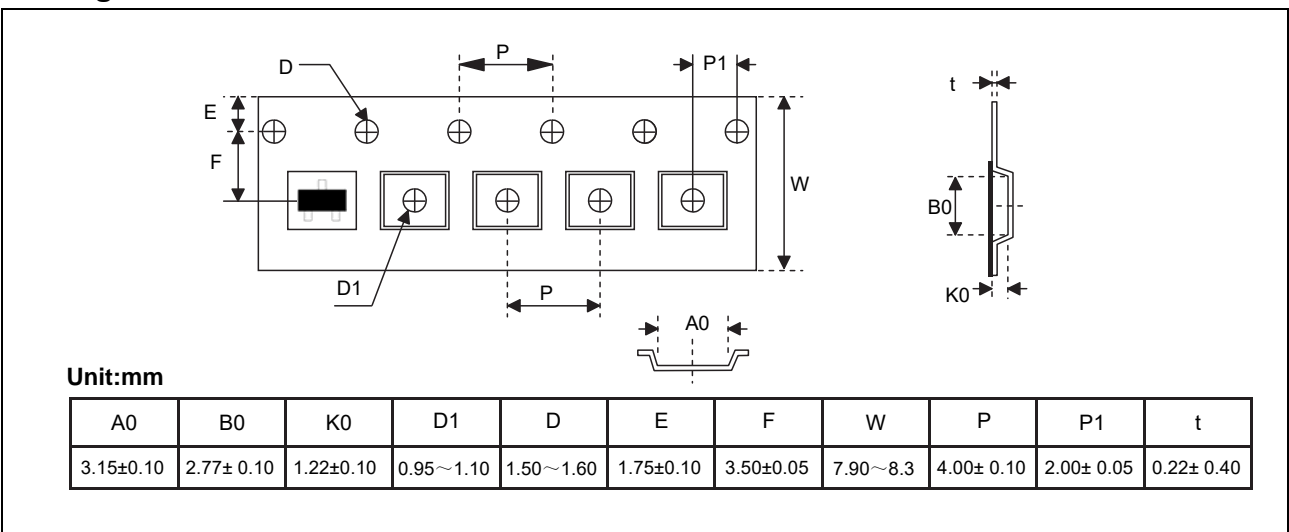 P
P1
D
t
E
F
W
B0
D1
P
K0
A0
Unit:mm
A0 B0 K0 D1 D E F W P P1 t
3.15±0.10 2.77± 0.10 1.22±0.10 0.95～1.10 1.50～1.60 1.75±0.10 3.50±0.05 7.90～8.3 4.00± 0.10 2.00± 0.05 0.22± 0.40